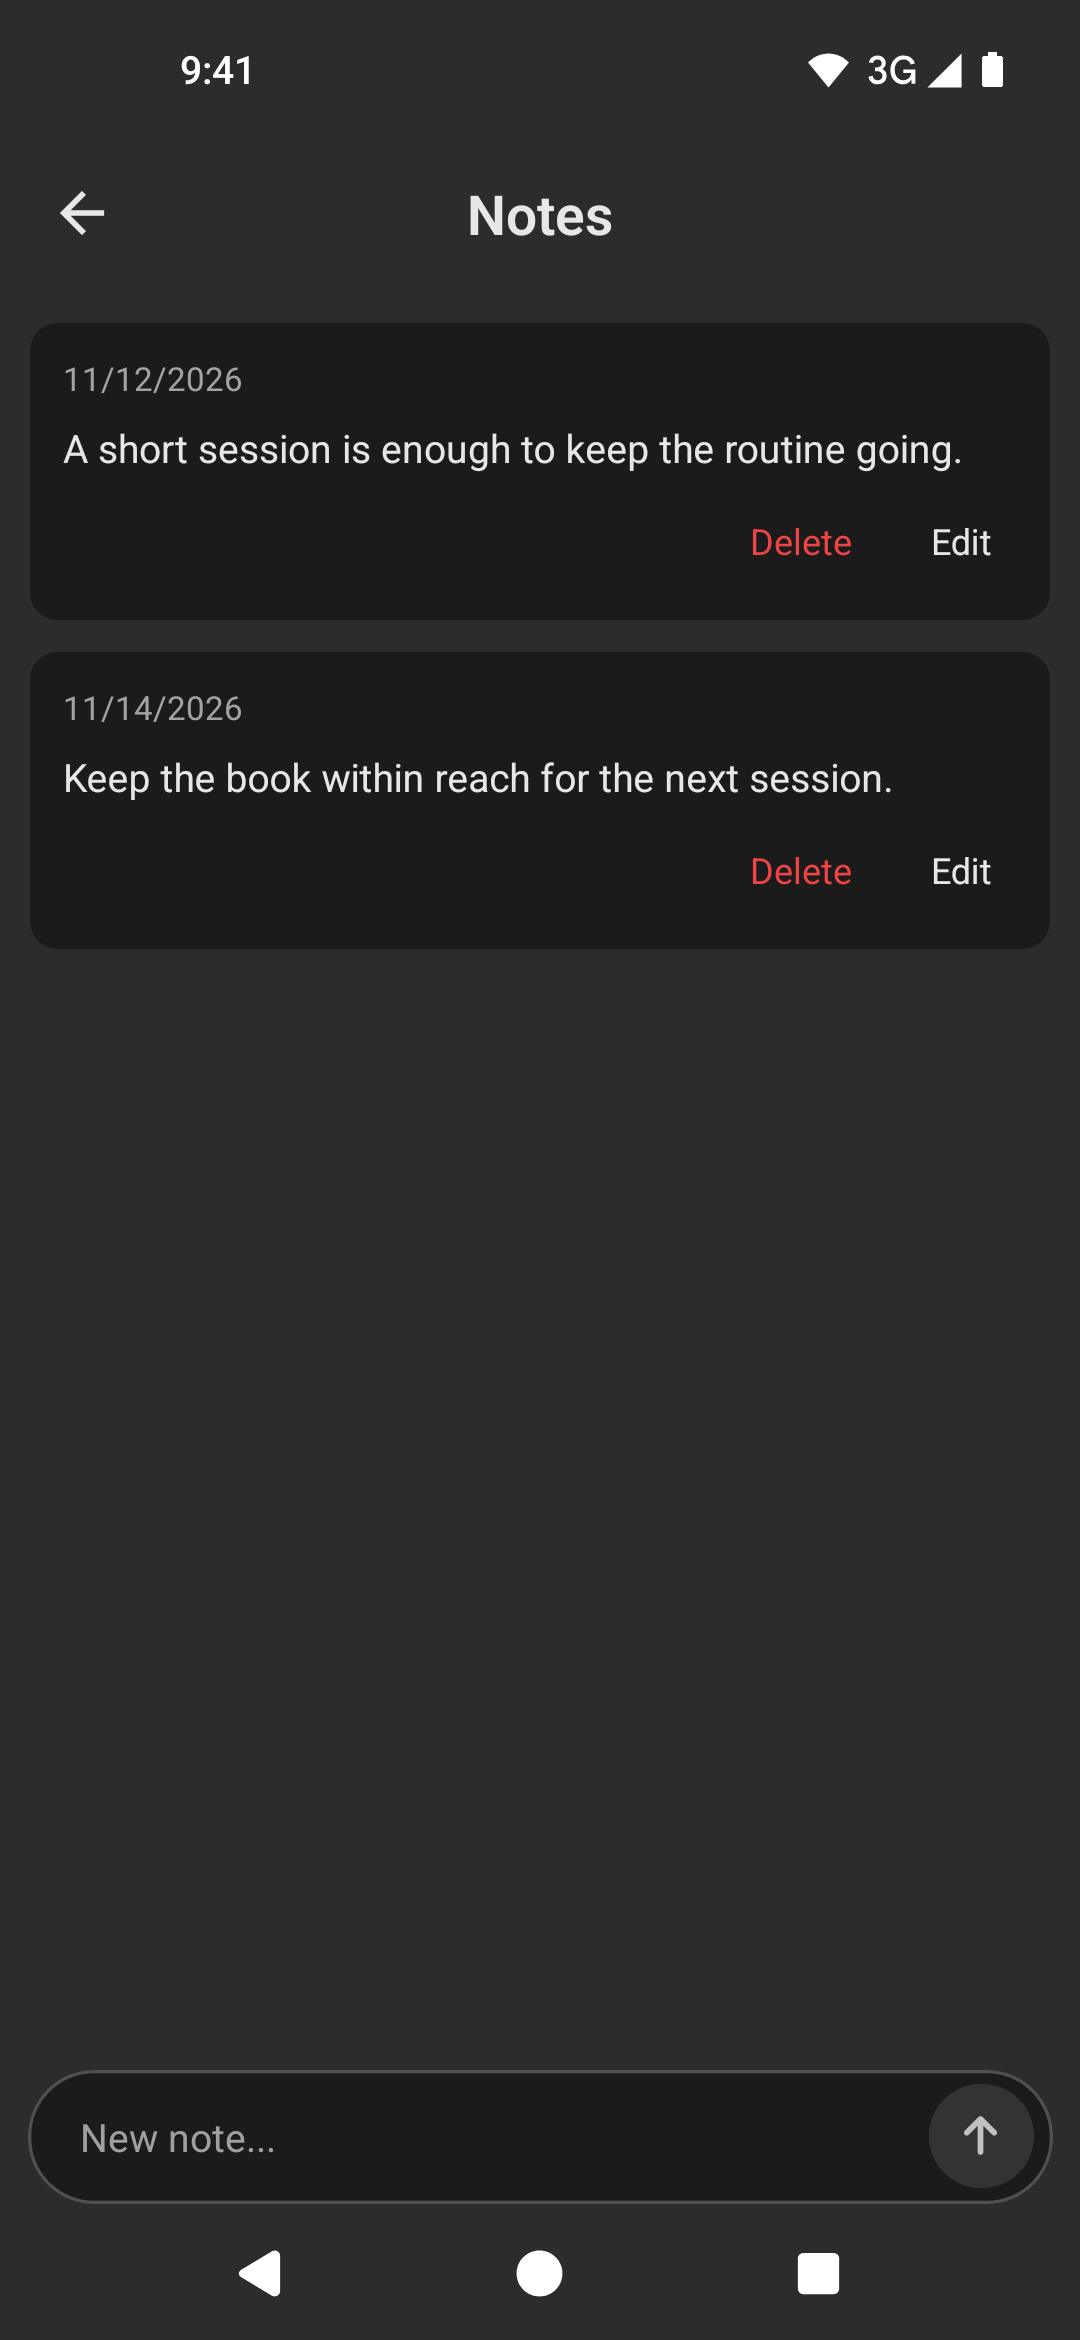 9:41
3G
Notes
11/12/2026
A short session is enough to keep the routine going.
Delete
Edit
11/14/2026
Keep the book within reach for the next session.
Delete
Edit
New note...